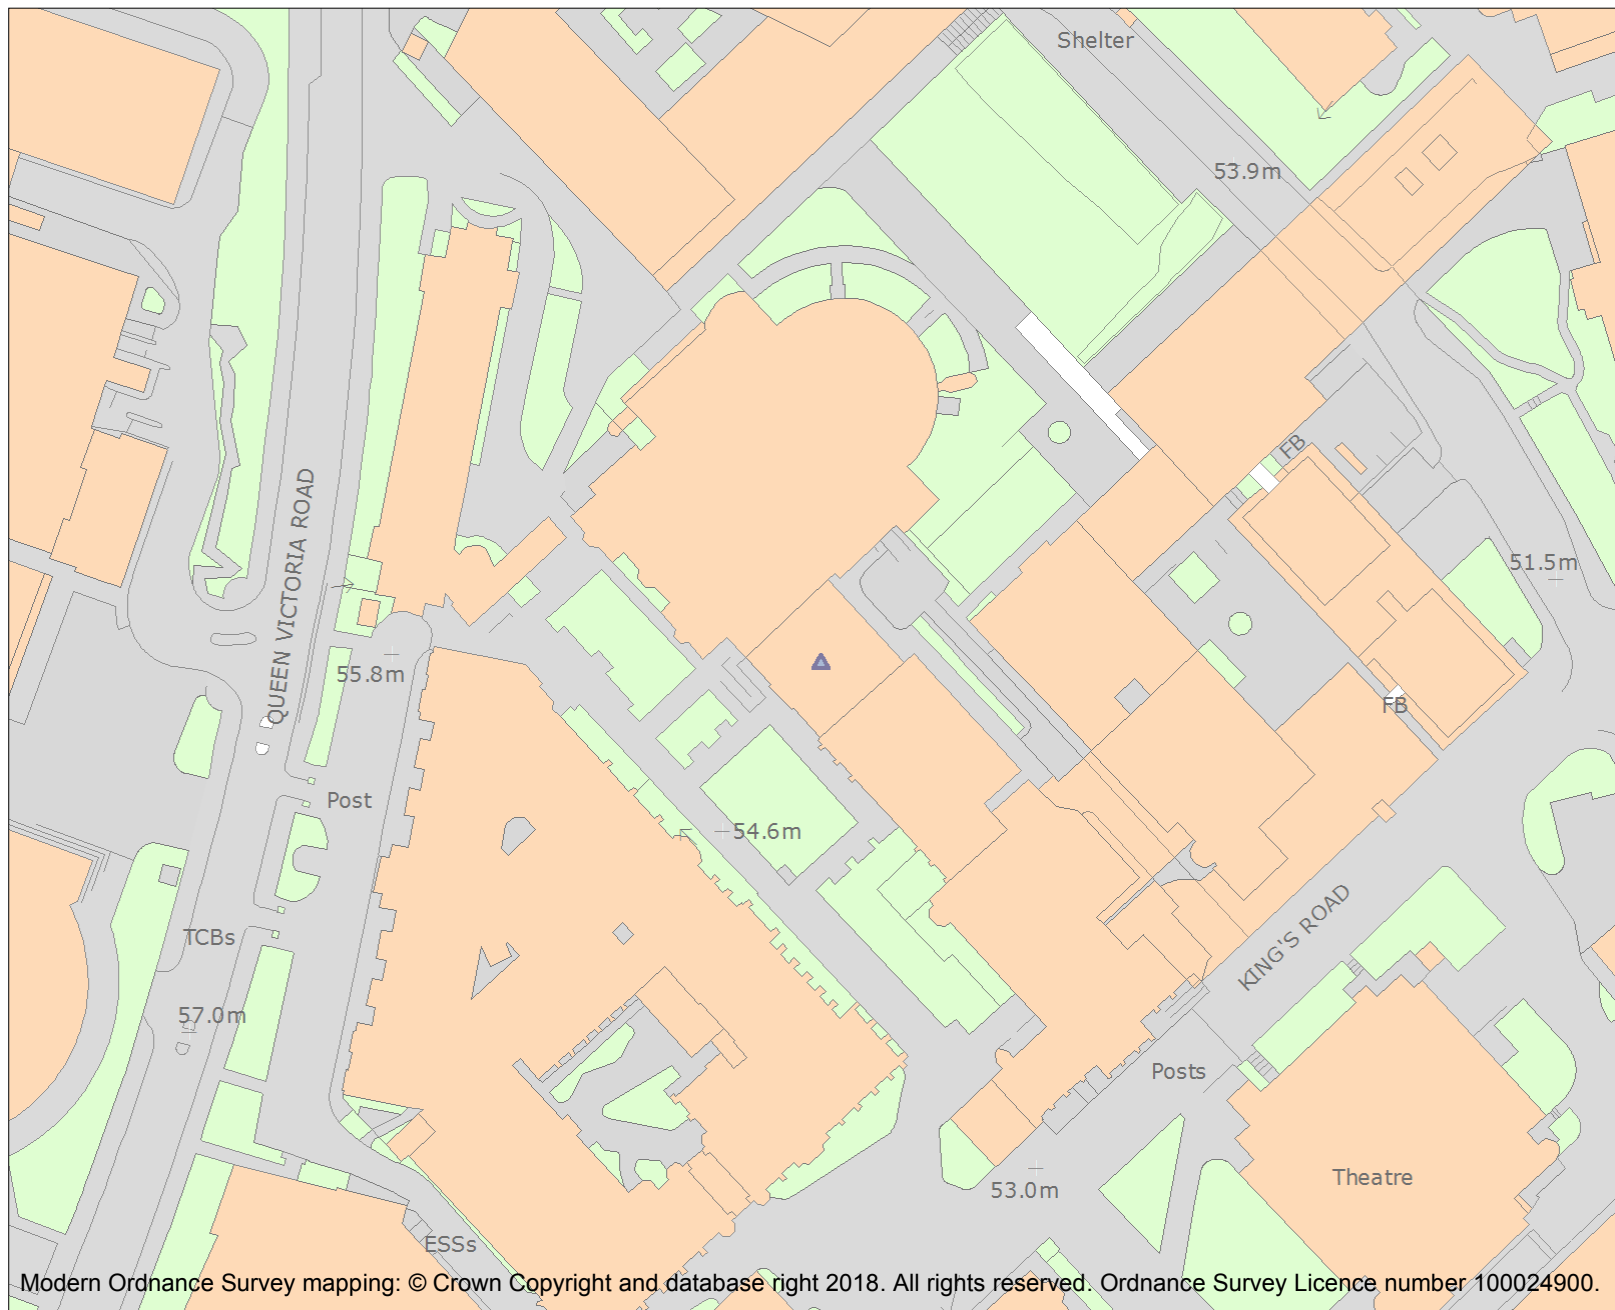 Shelter
53.9m
FB
QUEEN VICTORIA ROAD
51.5m
55.8m
FB
Post
54.6m
TCBs
KING'S ROAD
57.0m
Posts
Theatre
53.0m
ESSs
Modern Ordnance Survey mapping: © Crown Copyright and database right 2018. All rights reserved. Ordnance Survey Licence number 100024900.